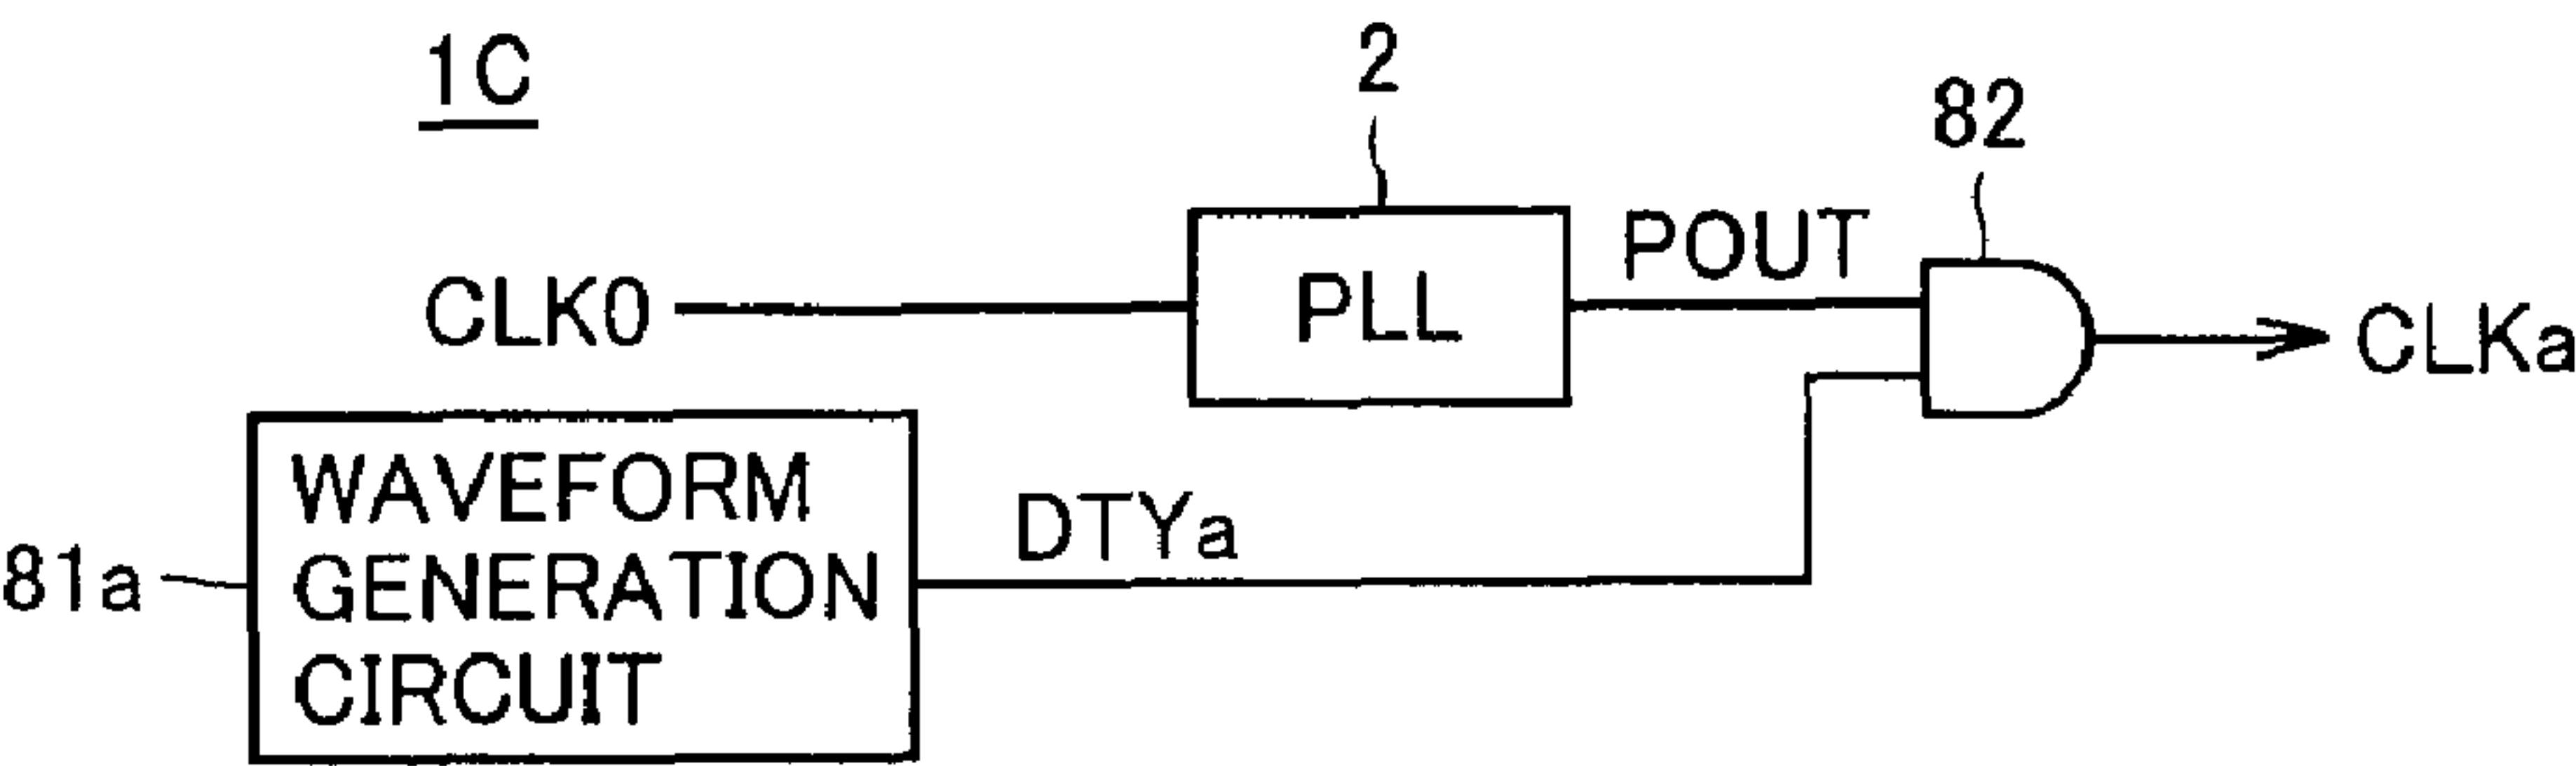 1C
2
82
POUT
CLK0
PLL
CLKa
WAVEFORM
GENERATION
CIRCUIT
DTYa
81a